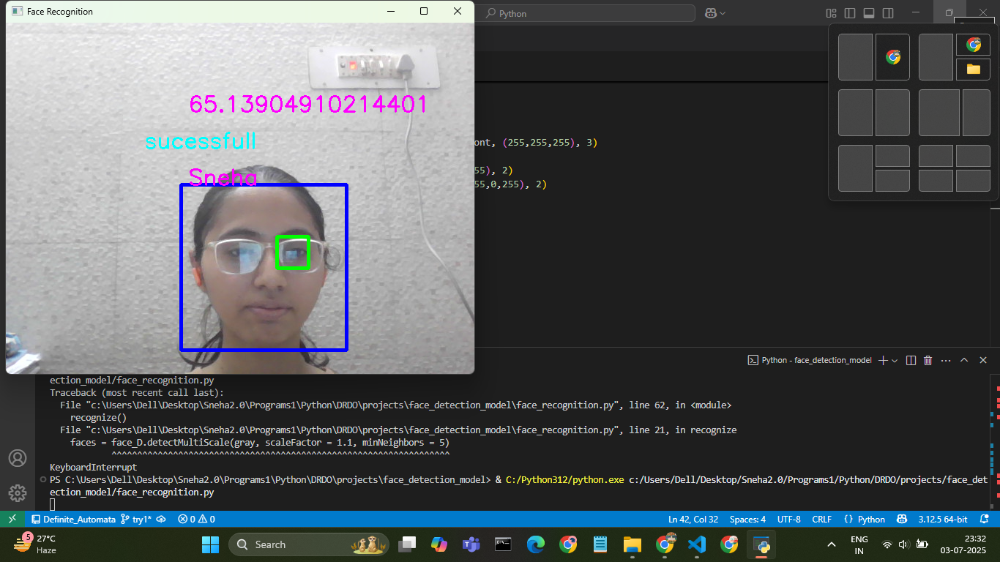 Face Recognition
Python
65.13904910214401
sucessfull
Sneha
ont, (255,255,255), 3)
55), 2)
55,0,255), 2)
Python - face_detection_model
ection_model/face_recognition.py
Traceback (most recent call last):
File "c:\Users\Dell\Desktop\Sneha2.0\Programs1\Python\DRDO\projects\face_detection_model\face_recognition.py", line 62, in <module>
recognize()
File "c:\Users\Dell\Desktop\Sneha2.0\Programs1\Python\DRDO\projects\face_detection_model\face_recognition.py", line 21, in recognize
faces = face_D.detectMultiScale(gray, scaleFactor = 1.1, minNeighbors = 5)
^^^^^^^^^^^^^^^^^^^^^^^^^^^^^^^^^^^^^^^^^^^^^^^^^^^^^^^^^^^^^^^^^^
KeyboardInterrupt
PS C:\Users\Dell\Desktop\Sneha2.0\Programs1\Python\DRDO\projects\face_detection_model> & C:/Python312/python.exe c:/Users/Dell/Desktop/Sneha2.0/Programs1/Python/DRDO/projects/face_det
ection_model/face_recognition.py
Definite_Automata try1* 0 0 Ln 42, Col 32 Spaces: 4 UTF-8 CRLF {} Python 3.12.5 64-bit
5 27°C
Haze
Search
ENG
IN
23:32
03-07-2025